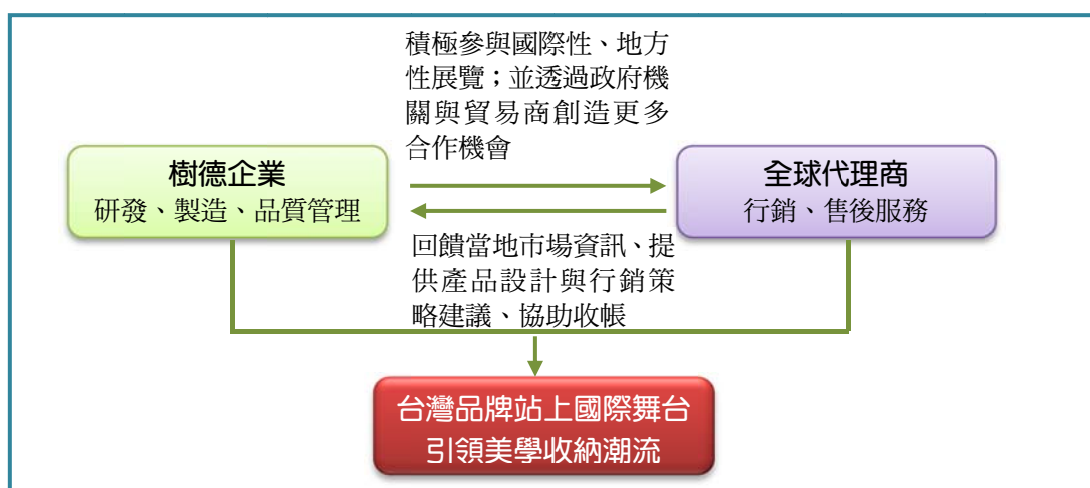 積極參與國際性、地方
性展覽；並透過政府機
關與貿易商創造更多
合作機會
樹德企業
研發、製造、品質管理
全球代理商
行銷、售後服務
回饋當地市場資訊、提
供產品設計與行銷策
略建議、協助收帳
台灣品牌站上國際舞台
引領美學收納潮流